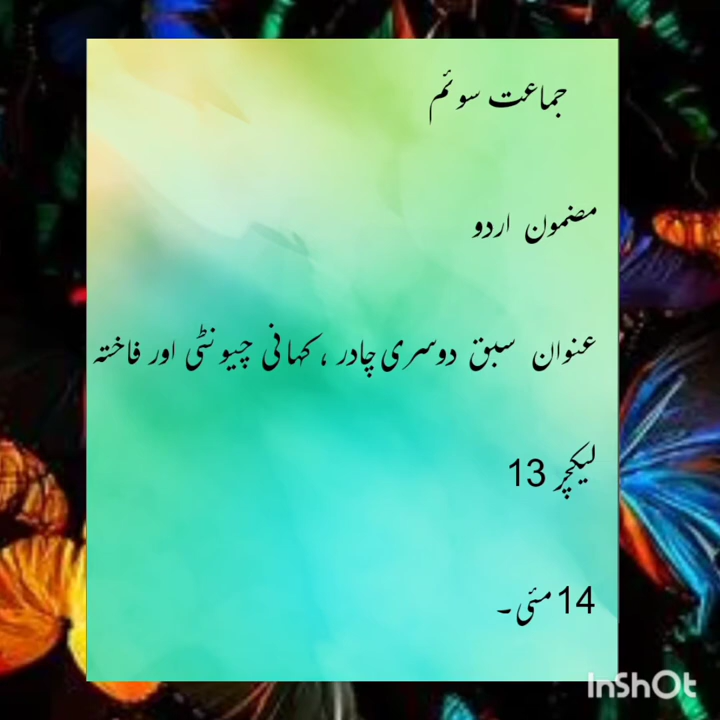 جماعت سوئم
مضمون اردو
عنوان سبق دوسری چادر ، کہانی چیونٹی اور فاختہ
لیکچر 13
14 مئی ۔
InShOt